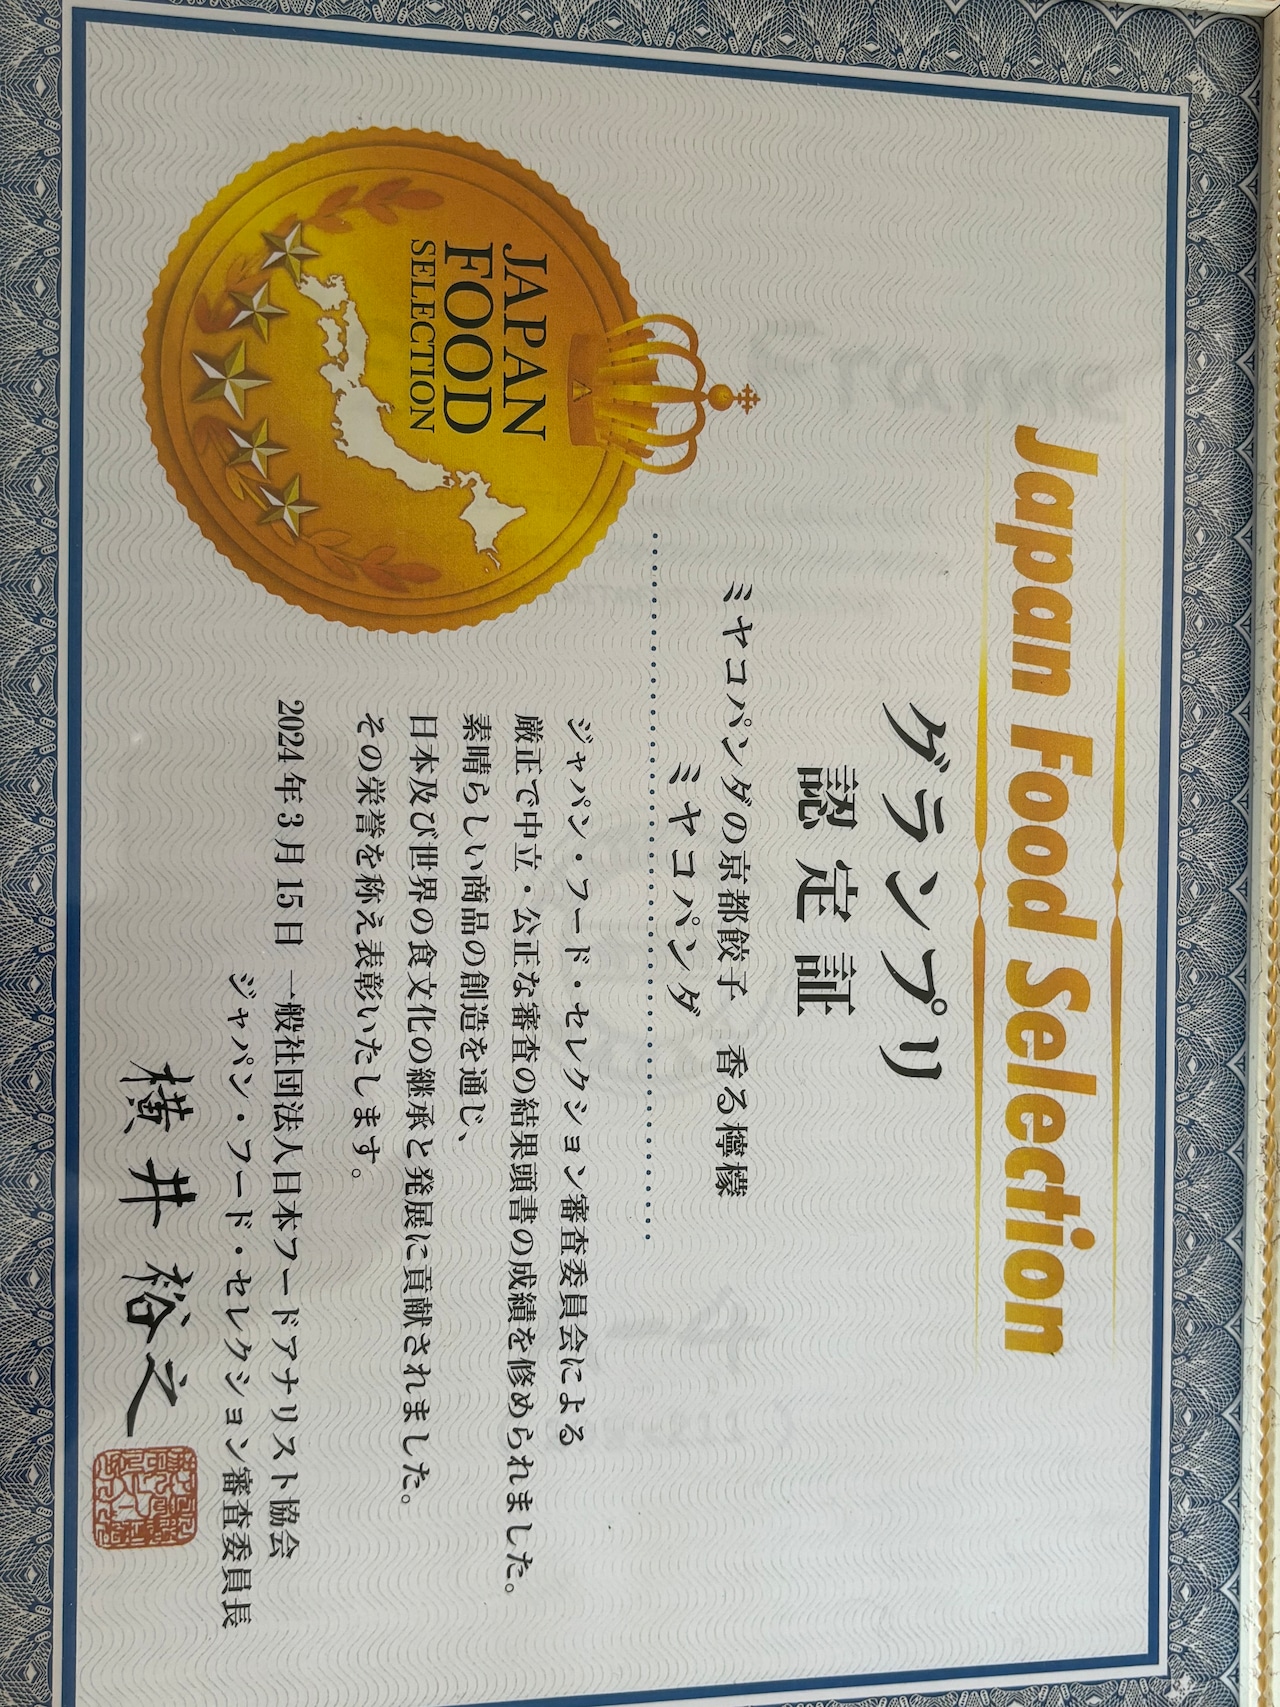 Japan Food Selection
グランプリ
認定証
ミヤコパンダの京都餃子 香る檸檬
ミヤコパンダ
ジャパン・フード・セレクション審査委員会による
厳正で中立・公正な審査の結果頭書の成績を修められました。
素晴らしい商品の創造を通じ、
日本及び世界の食文化の継承と発展に貢献されました。
その栄誉を称え表彰いたします。
2024年3月15日 一般社団法人日本フードアナリスト協会
ジャパン・フード・セレクション審査委員長
横井裕之
JAPAN
FOOD
SELECTION